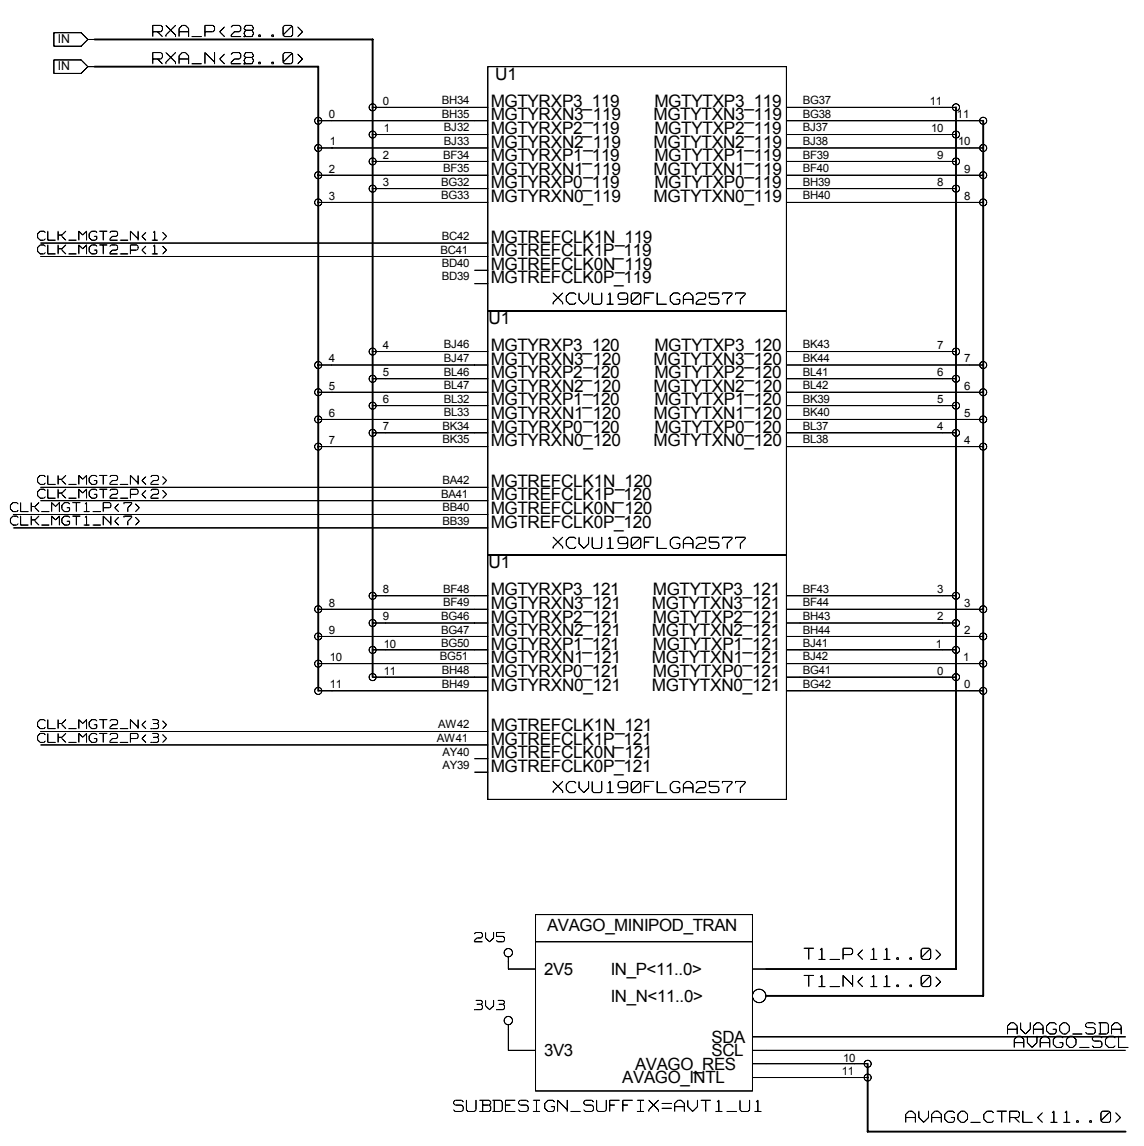 IN RXA_P<28..0>
IN RXA_N<28..0>
U1
0 BH34 MGTYRXP3_119 MGTYTXP3_119 BG37 11
0 BH35 MGTYRXN3_119 MGTYTXN3_119 BG38 11
1 BJ32 MGTYRXP2_119 MGTYTXP2_119 BJ37 10
1 BJ33 MGTYRXN2_119 MGTYTXN2_119 BJ38 10
2 BF34 MGTYRXP1_119 MGTYTXP1_119 BF39 9
2 BF35 MGTYRXN1_119 MGTYTXN1_119 BF40 9
3 BG32 MGTYRXP0_119 MGTYTXP0_119 BH39 8
3 BG33 MGTYRXN0_119 MGTYTXN0_119 BH40 8
CLK_MGT2_N<1> BC42 MGTREFCLK1N_119
CLK_MGT2_P<1> BC41 MGTREFCLK1P_119
BD40 MGTREFCLK0N_119
BD39 MGTREFCLK0P_119
XCVU190FLGA2577
U1
4 BJ46 MGTYRXP3_120 MGTYTXP3_120 BK43 7
4 BJ47 MGTYRXN3_120 MGTYTXN3_120 BK44 7
5 BL46 MGTYRXP2_120 MGTYTXP2_120 BL41 6
5 BL47 MGTYRXN2_120 MGTYTXN2_120 BL42 6
6 BL32 MGTYRXP1_120 MGTYTXP1_120 BK39 5
6 BL33 MGTYRXN1_120 MGTYTXN1_120 BK40 5
7 BK34 MGTYRXP0_120 MGTYTXP0_120 BL37 4
7 BK35 MGTYRXN0_120 MGTYTXN0_120 BL38 4
CLK_MGT2_N<2> BA42 MGTREFCLK1N_120
CLK_MGT2_P<2> BA41 MGTREFCLK1P_120
CLK_MGT1_P<7> BB40 MGTREFCLK0N_120
CLK_MGT1_N<7> BB39 MGTREFCLK0P_120
XCVU190FLGA2577
U1
8 BF48 MGTYRXP3_121 MGTYTXP3_121 BF43 3
8 BF49 MGTYRXN3_121 MGTYTXN3_121 BF44 3
9 BG46 MGTYRXP2_121 MGTYTXP2_121 BH43 2
9 BG47 MGTYRXN2_121 MGTYTXN2_121 BH44 2
10 BG50 MGTYRXP1_121 MGTYTXP1_121 BJ41 1
10 BG51 MGTYRXN1_121 MGTYTXN1_121 BJ42 1
11 BH48 MGTYRXP0_121 MGTYTXP0_121 BG41 0
11 BH49 MGTYRXN0_121 MGTYTXN0_121 BG42 0
CLK_MGT2_N<3> AW42 MGTREFCLK1N_121
CLK_MGT2_P<3> AW41 MGTREFCLK1P_121
AY40 MGTREFCLK0N_121
AY39 MGTREFCLK0P_121
XCVU190FLGA2577
AVAGO_MINIPOD_TRAN
2V5
2V5 IN_P<11..0> T1_P<11..0>
IN_N<11..0> T1_N<11..0>
3V3
SDA AVAGO_SDA
3V3 SCL AVAGO_SCL
AVAGO_RES 10
AVAGO_INTL 11
SUBDESIGN_SUFFIX=AVT1_U1
AVAGO_CTRL<11..0>